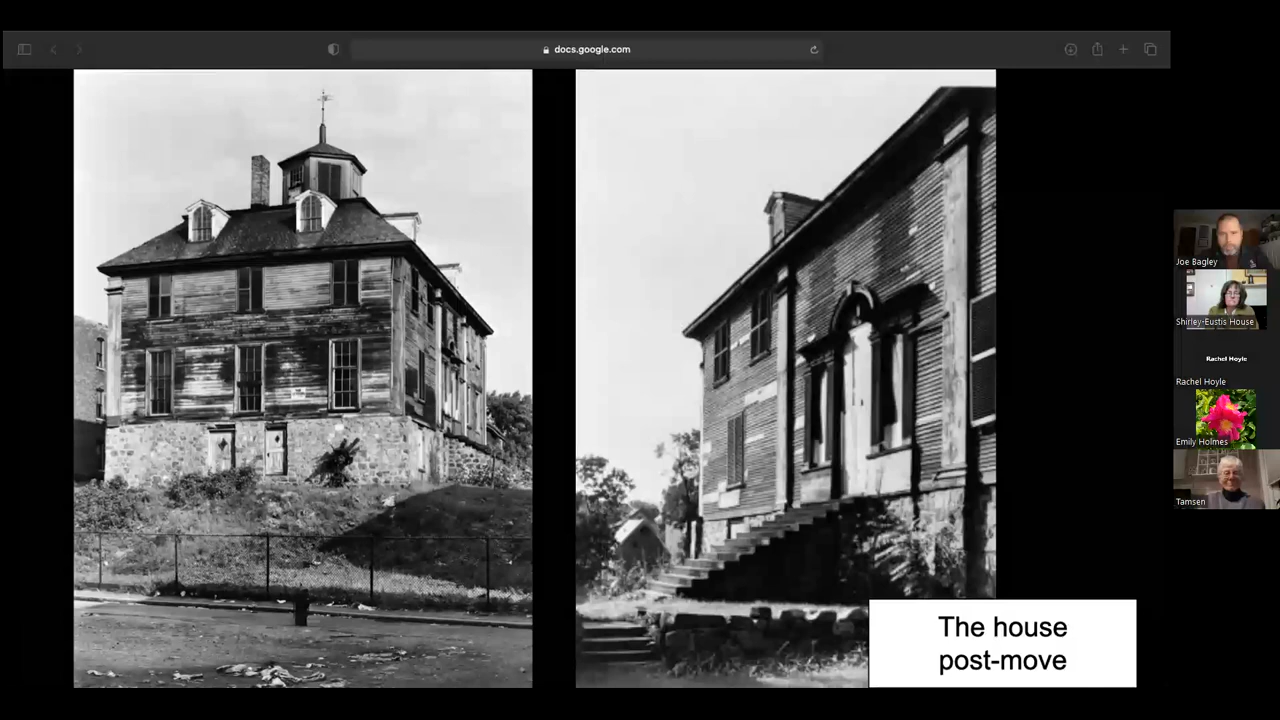 docs.google.com
Joe Bagley
Shirley-Eustis House
Rachel Hoyle
Rachel Hoyle
Emily Holmes
Tamsen
The house
post-move